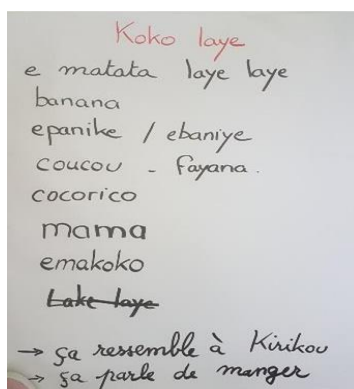 Koko laye
e matata laye laye
banana
epanike / ebaniye
coucou - fayana.
cocorico
mama
emakoko
Lake laye
→ ça ressemble à Kirikou
→ ça parle de manger